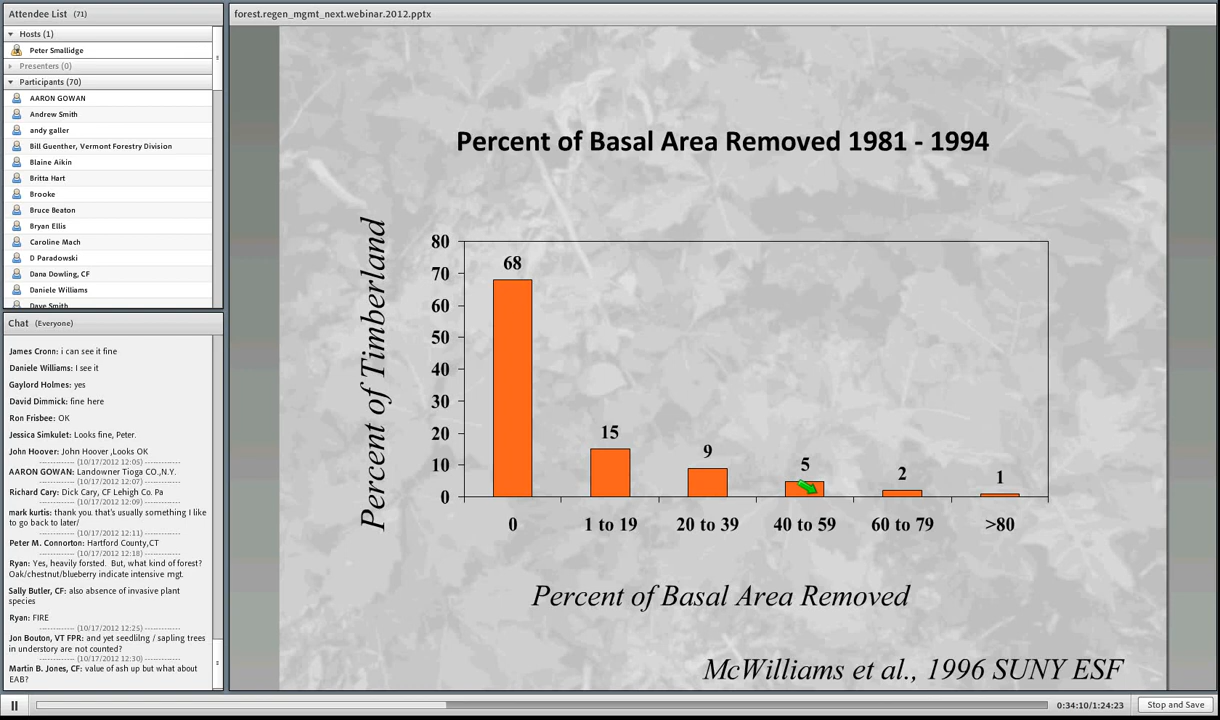 Attendee List (71)
Hosts (1)
Peter Smallidge
Presenters (0)
Participants (70)
AARON GOWAN
Andrew Smith
andy galler
Bill Guenther, Vermont Forestry Division
Blaine Aikin
Britta Hart
Brooke
Bruce Beaton
Bryan Ellis
Caroline Mach
D Paradowski
Dana Dowling, CF
Daniele Williams
Dave Smith
Chat (Everyone)
James Cronn: i can see it fine
Daniele Williams: I see it
Gaylord Holmes: yes
David Dimmick: fine here
Ron Frisbee: OK
Jessica Simkulet: Looks fine, Peter.
John Hoover: John Hoover ,Looks OK
------------- (10/17/2012 12:05) -------------
AARON GOWAN: Landowner Tioga CO.,N.Y.
------------- (10/17/2012 12:07) -------------
Richard Cary: Dick Cary, CF Lehigh Co. Pa
------------- (10/17/2012 12:09) -------------
mark kurtis: thank you. that's usually something I like
to go back to later/
------------- (10/17/2012 12:11) -------------
Peter M. Connorton: Hartford County,CT
------------- (10/17/2012 12:18) -------------
Ryan: Yes, heavily forsted. But, what kind of forest?
Oak/chestnut/blueberry indicate intensive mgt.
Sally Butler, CF: also absence of invasive plant
species
Ryan: FIRE
------------- (10/17/2012 12:25) -------------
Jon Bouton, VT FPR: and yet seedlilng / sapling trees
in understory are not counted?
------------- (10/17/2012 12:30) -------------
Martin B. Jones, CF: value of ash up but what about
EAB?
forest.regen_mgmt_next.webinar.2012.pptx
Percent of Basal Area Removed 1981 - 1994
Percent of Timberland
80
70
60
50
40
30
20
10
0
68
15
9
5
2
1
0 1 to 19 20 to 39 40 to 59 60 to 79 >80
Percent of Basal Area Removed
McWilliams et al., 1996 SUNY ESF
0:34:10/1:24:23
Stop and Save